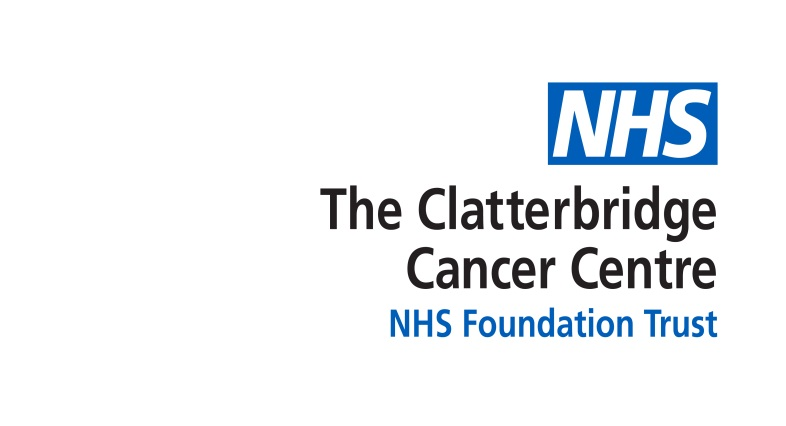 NHS
The Clatterbridge
Cancer Centre
NHS Foundation Trust